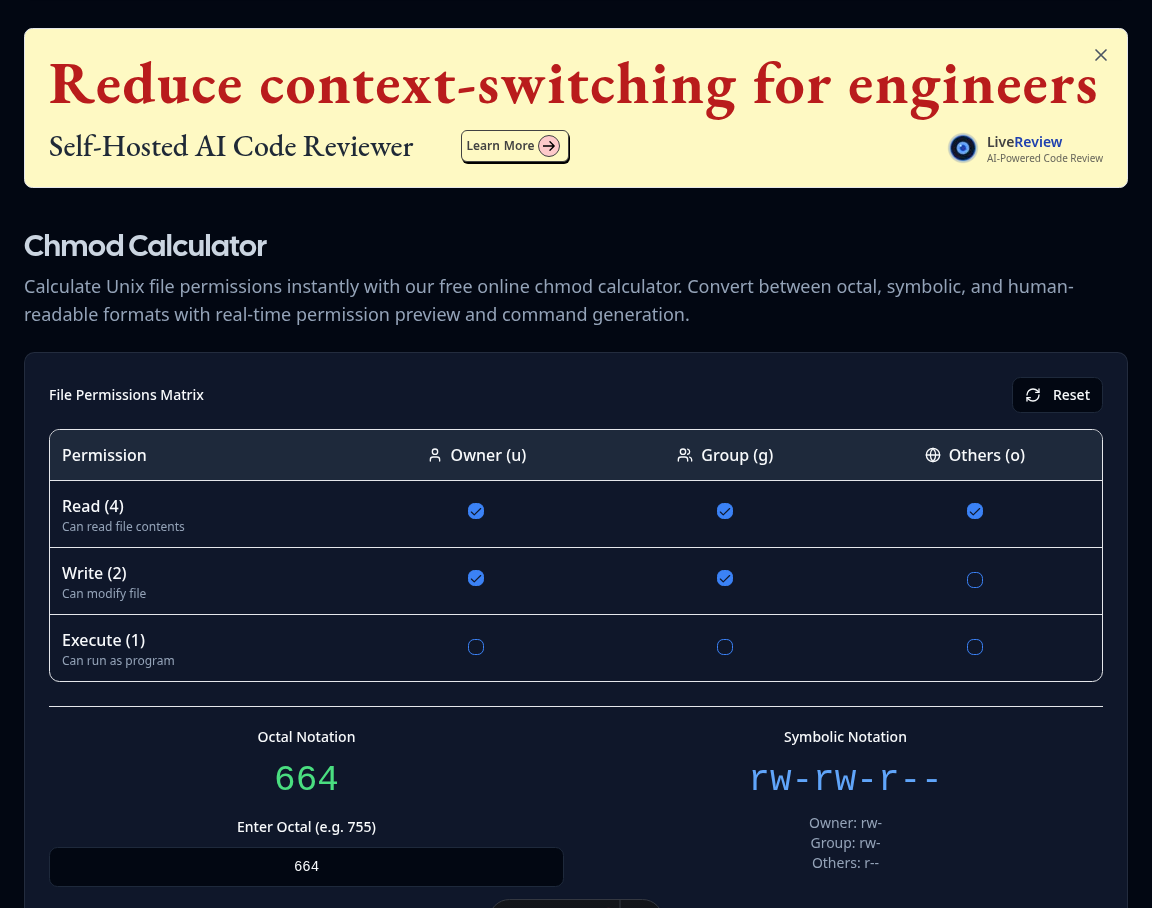 Reduce context-switching for engineers
Self-Hosted AI Code Reviewer
Learn More
LiveReview
AI-Powered Code Review
Chmod Calculator
Calculate Unix file permissions instantly with our free online chmod calculator. Convert between octal, symbolic, and human-
readable formats with real-time permission preview and command generation.
File Permissions Matrix
Reset
Permission Owner (u) Group (g) Others (o)
Read (4)
Can read file contents
Write (2)
Can modify file
Execute (1)
Can run as program
Octal Notation
664
Enter Octal (e.g. 755)
664
Symbolic Notation
rw-rw-r--
Owner: rw-
Group: rw-
Others: r--